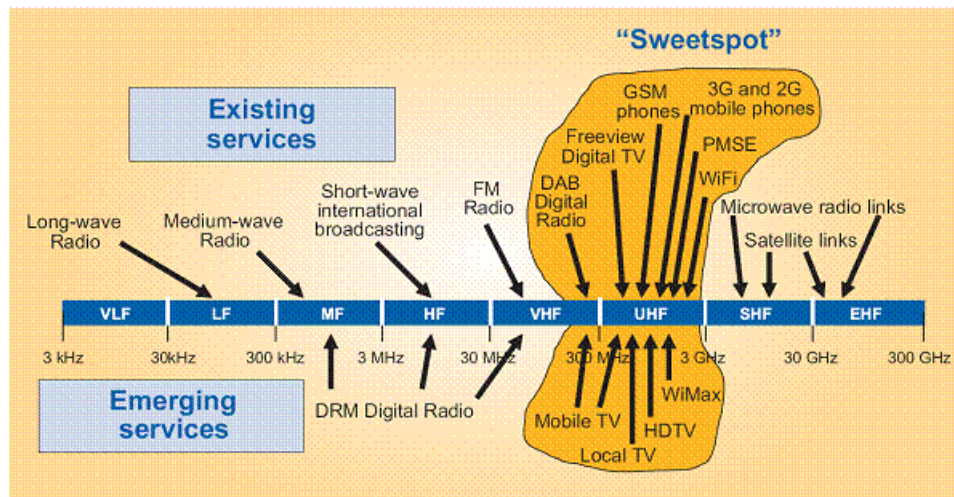 “Sweetspot”
Existing
services
GSM
phones
3G and 2G
mobile phones
Freeview
Digital TV
PMSE
WiFi
DAB
Digital
Radio
FM
Radio
Short-wave
international
broadcasting
Medium-wave
Radio
Long-wave
Radio
Microwave radio links
Satellite links
VLF LF MF HF VHF UHF SHF EHF
3 kHz 30kHz 300 kHz 3 MHz 30 MHz 300 MHz 3 GHz 30 GHz 300 GHz
Emerging
services
DRM Digital Radio
Mobile TV
Local TV
HDTV
WiMax